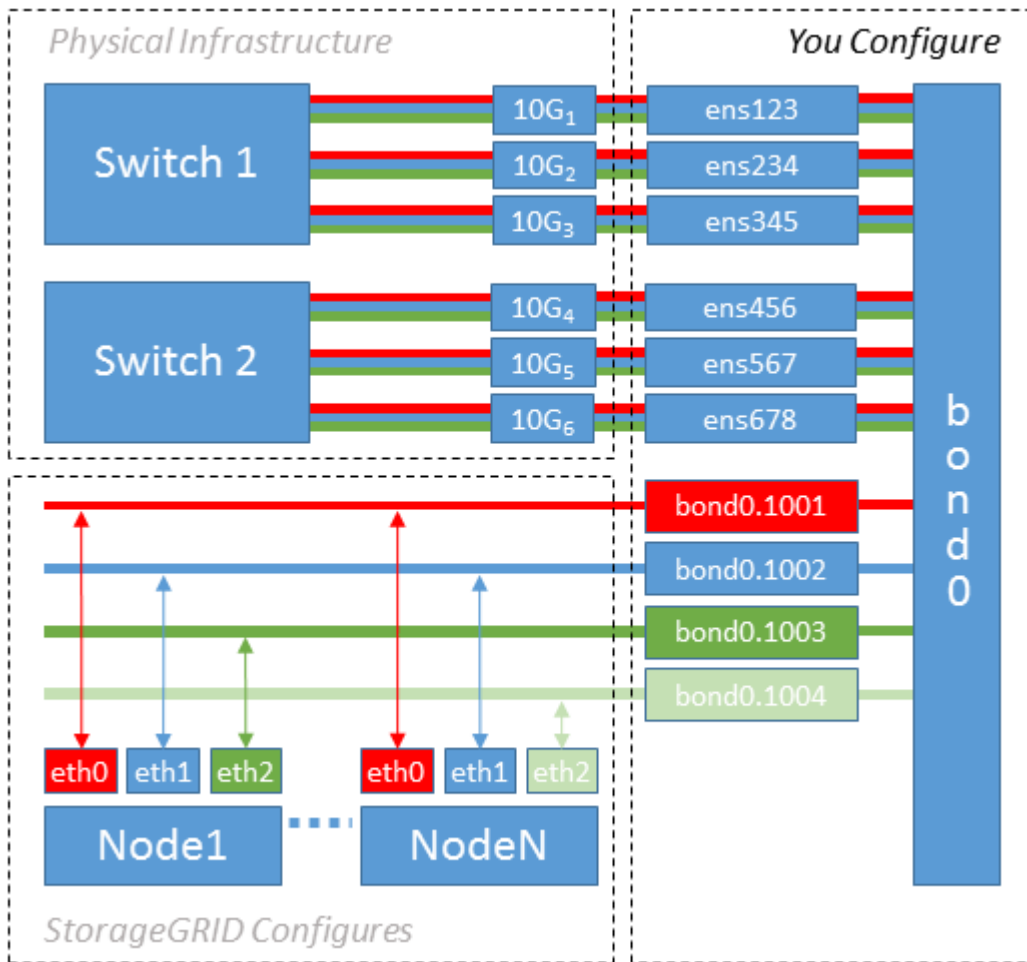 Physical Infrastructure
You Configure
Switch 1
10G₁
ens123
10G₂
ens234
10G₃
ens345
Switch 2
10G₄
ens456
10G₅
ens567
10G₆
ens678
bond0
bond0.1001
bond0.1002
bond0.1003
bond0.1004
eth0
eth1
eth2
eth0
eth1
eth2
Node1
NodeN
StorageGRID Configures